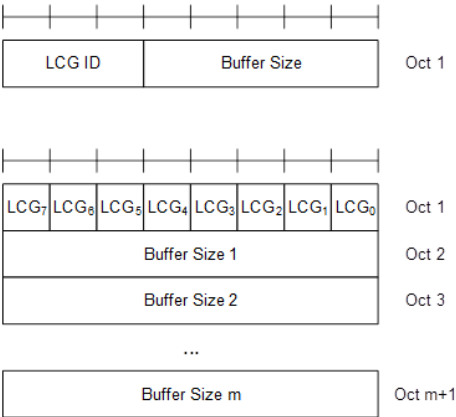 LCG ID Buffer Size Oct 1
LCG₇ LCG₆ LCG₅ LCG₄ LCG₃ LCG₂ LCG₁ LCG₀ Oct 1
Buffer Size 1 Oct 2
Buffer Size 2 Oct 3
...
Buffer Size m Oct m+1